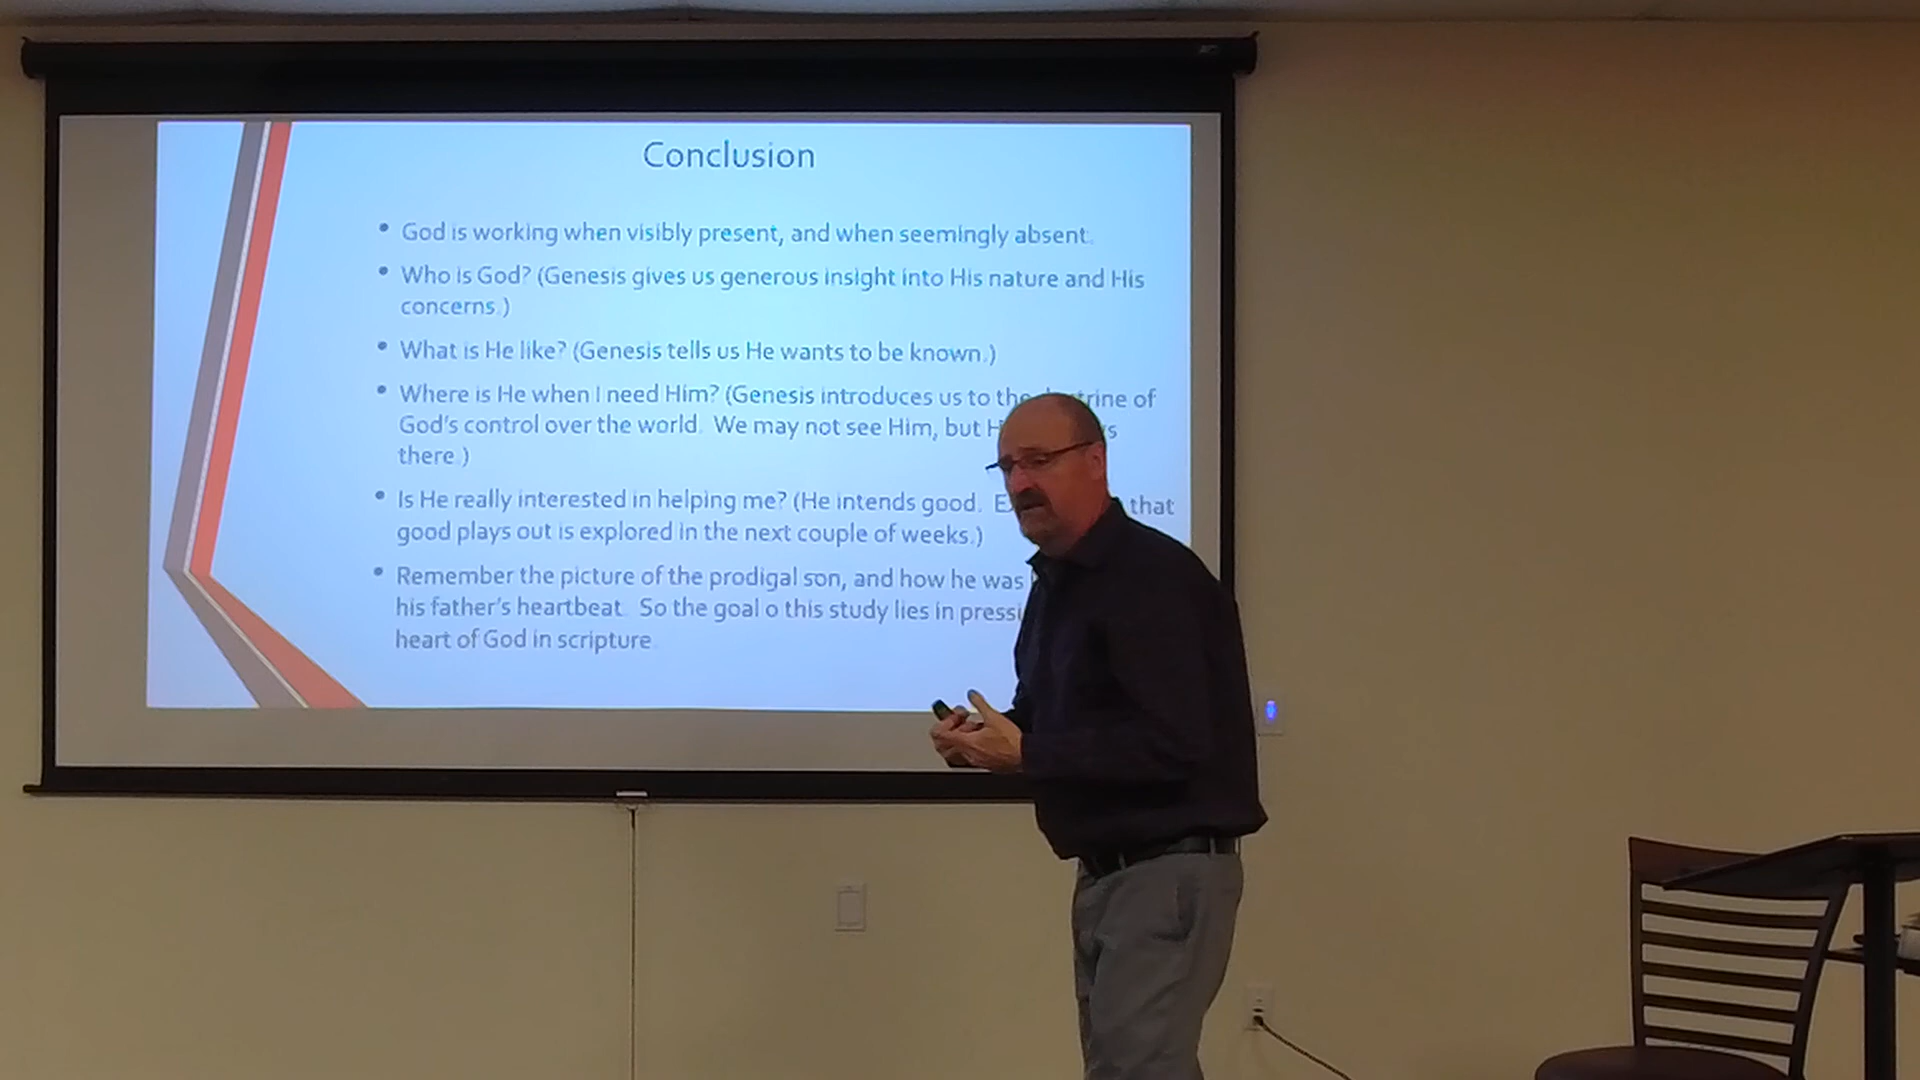 Conclusion
• God is working when visibly present, and when seemingly absent.
• Who is God? (Genesis gives us generous insight into His nature and His
concerns.)
• What is He like? (Genesis tells us He wants to be known.)
• Where is He when I need Him? (Genesis introduces us to the of
God's control over the world. We may not see Him, but
there.)
• Is He really interested in helping me? (He intends good. that
good plays out is explored in the next couple of weeks.)
• Remember the picture of the prodigal son, and how he was
his father's heartbeat. So the goal o this study lies in
heart of God in scripture